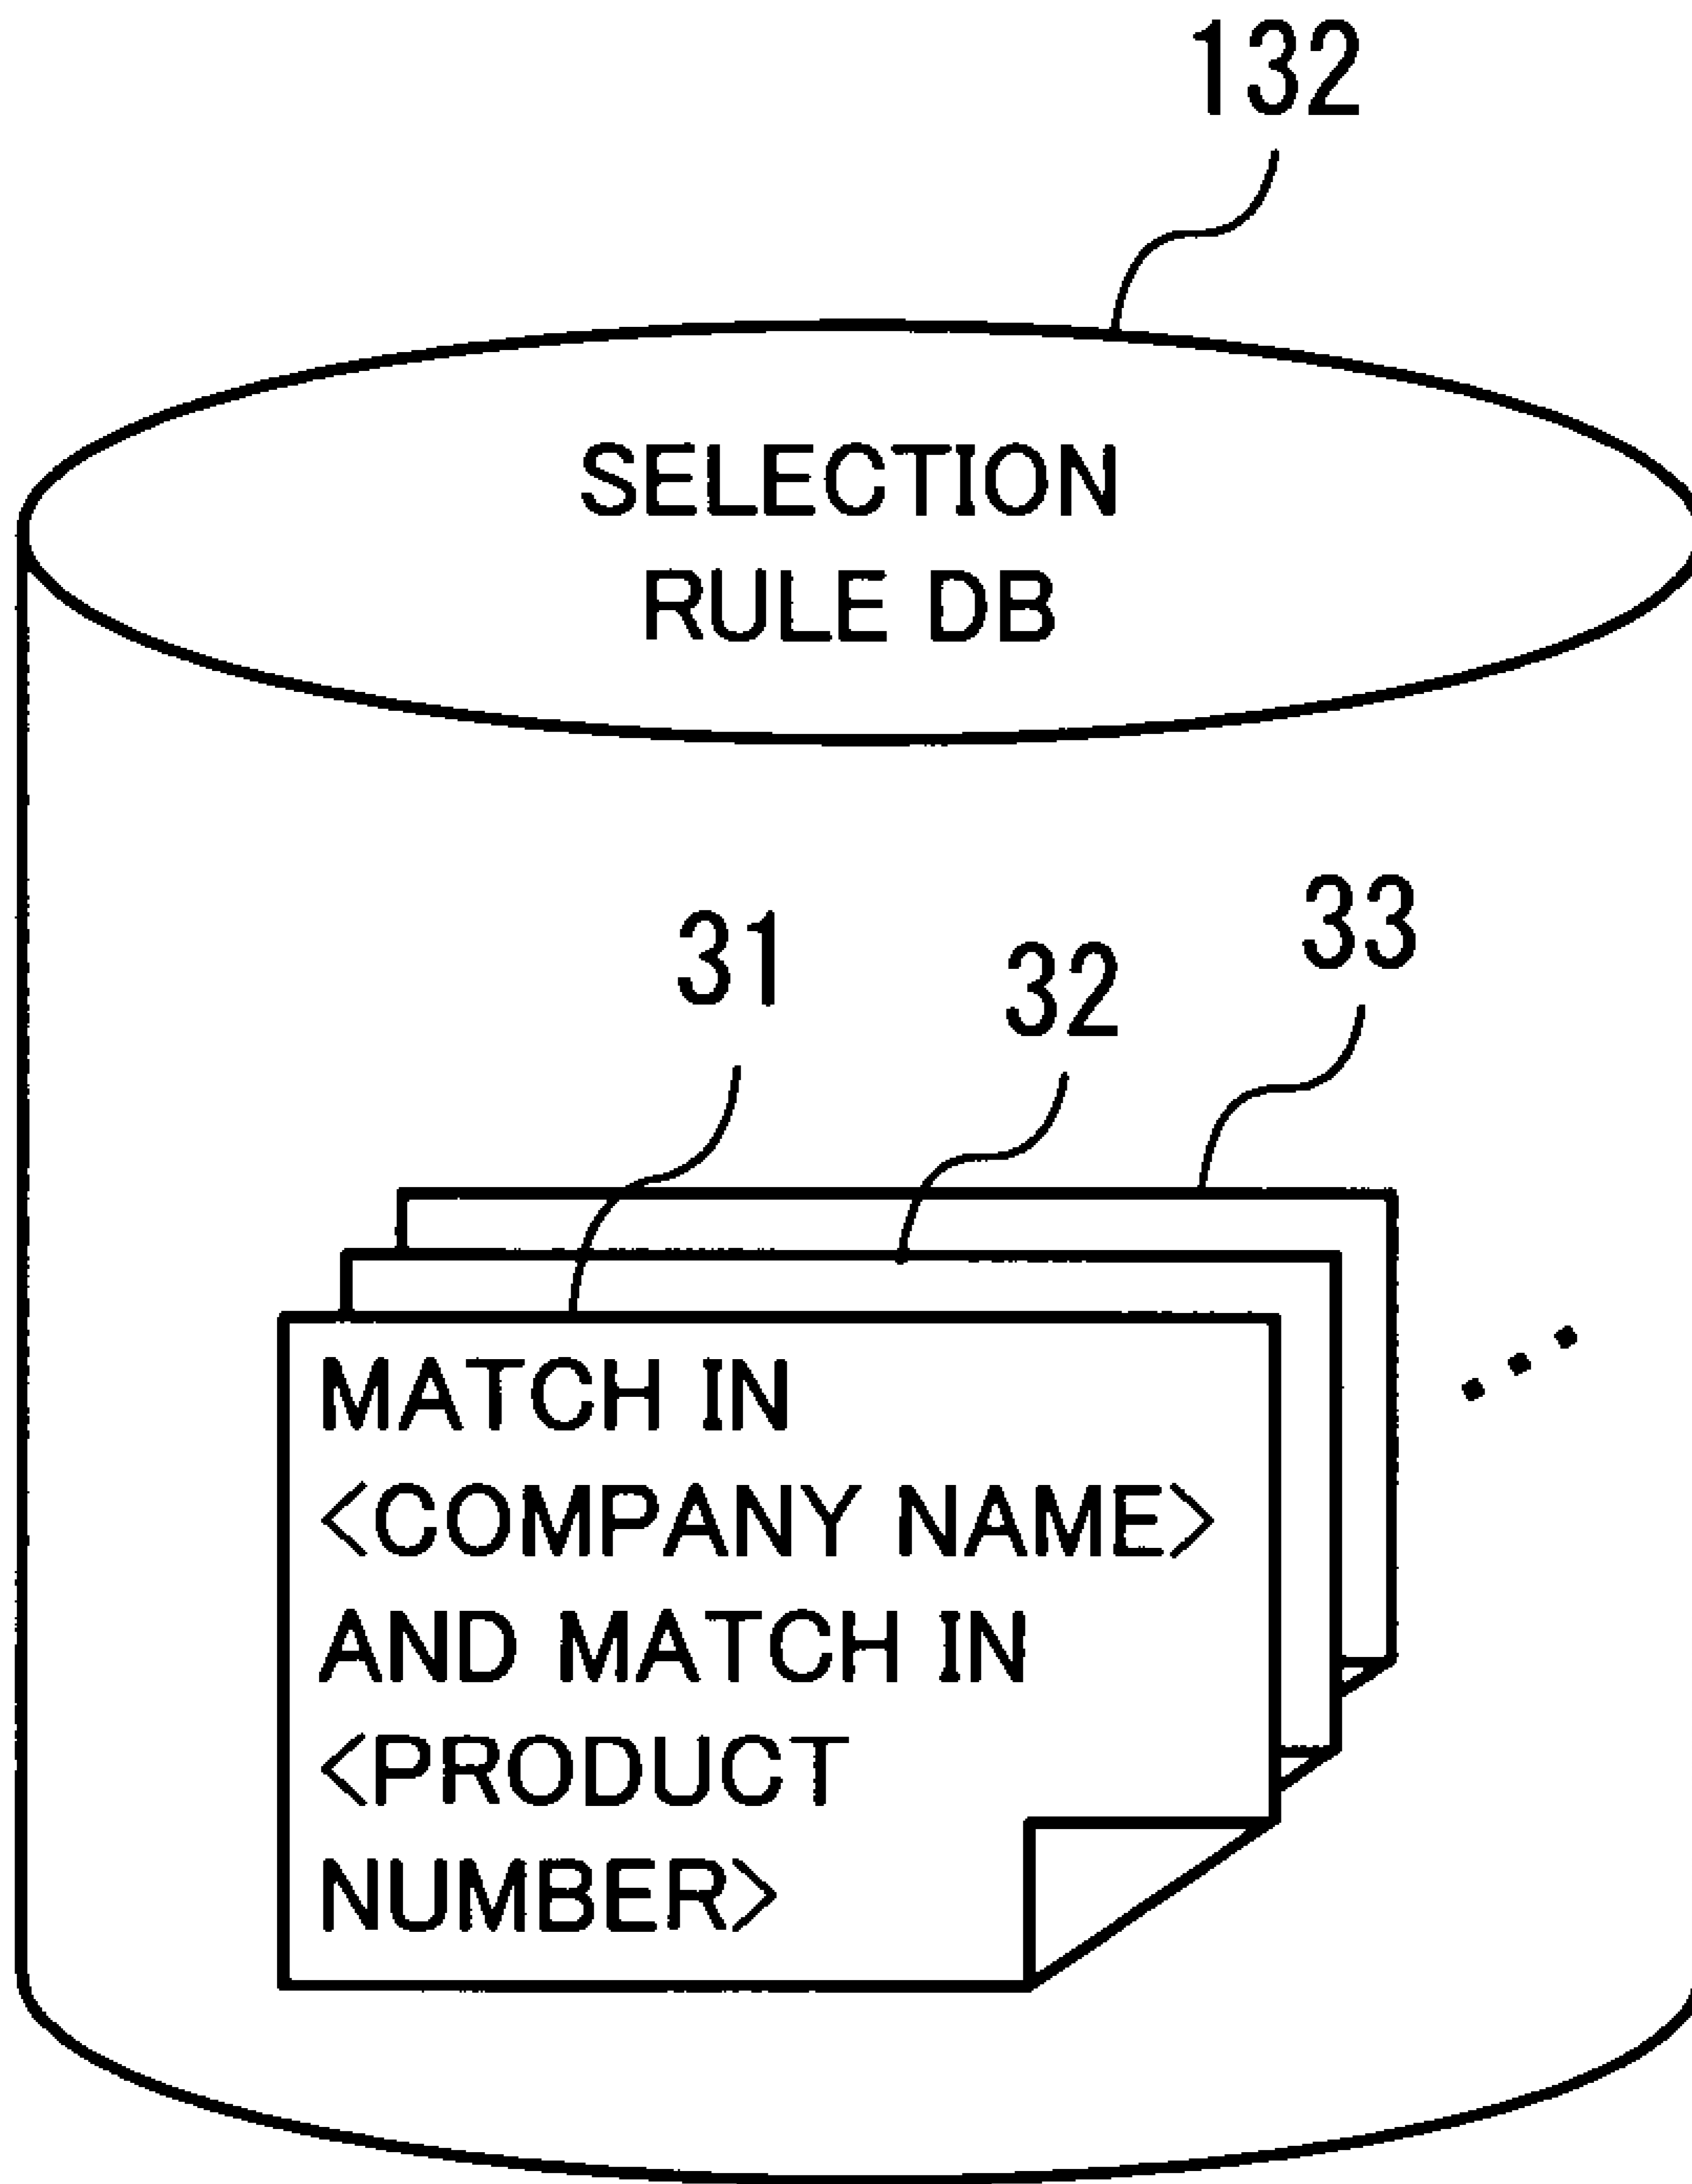 132
SELECTION
RULE DB
31
32
33
MATCH IN
<COMPANY NAME>
AND MATCH IN
<PRODUCT
NUMBER>